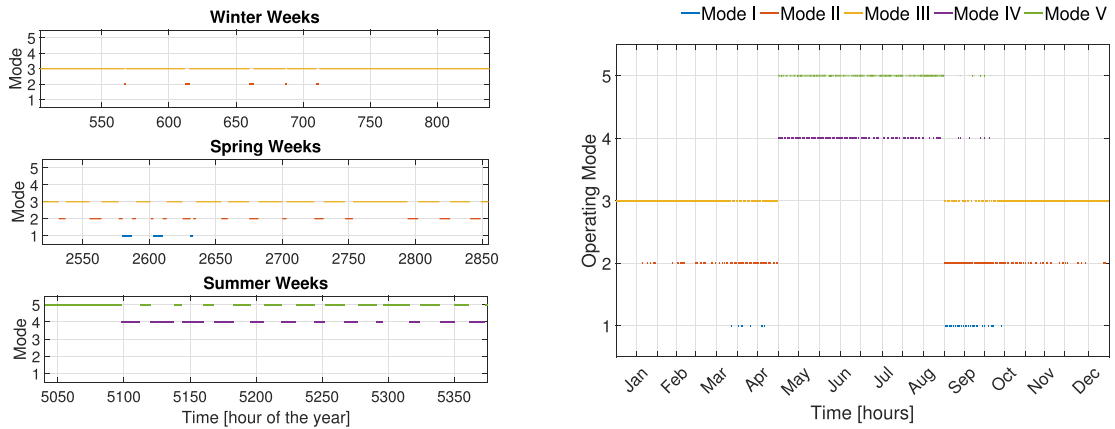 Winter Weeks
Mode
5
4
3
2
1
550 600 650 700 750 800
Spring Weeks
Mode
5
4
3
2
1
2550 2600 2650 2700 2750 2800 2850
Summer Weeks
Mode
5
4
3
2
1
5050 5100 5150 5200 5250 5300 5350
Time [hour of the year]
Mode I Mode II Mode III Mode IV Mode V
Operating Mode
5
4
3
2
1
Jan Feb Mar Apr May Jun Jul Aug Sep Oct Nov Dec
Time [hours]